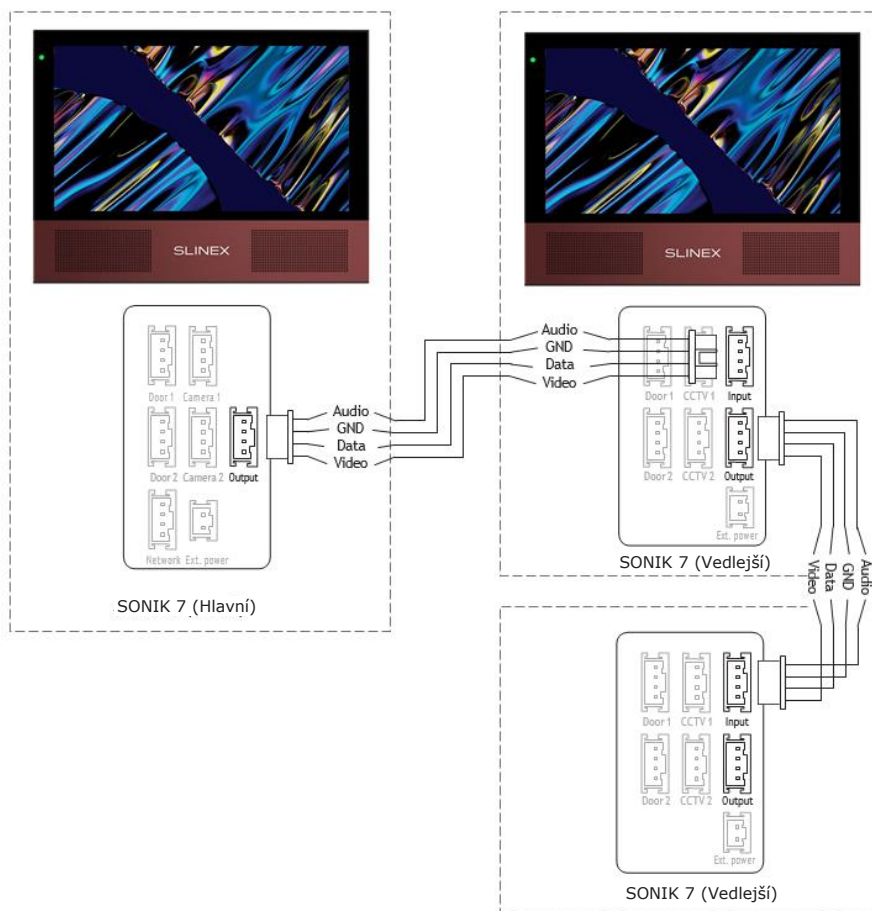 SLINEX
Door 1 Camera 1
Door 2 Camera 2 Output
Network Ext. power
Audio
GND
Data
Video
SONIK 7 (Hlavní)
SLINEX
Audio
GND
Data
Video
Door 1 CCTV 1 Input
Door 2 CCTV 2 Output
Ext. power
SONIK 7 (Vedlejší)
Video
Data
GND
Audio
Door 1 CCTV 1 Input
Door 2 CCTV 2 Output
Ext. power
SONIK 7 (Vedlejší)